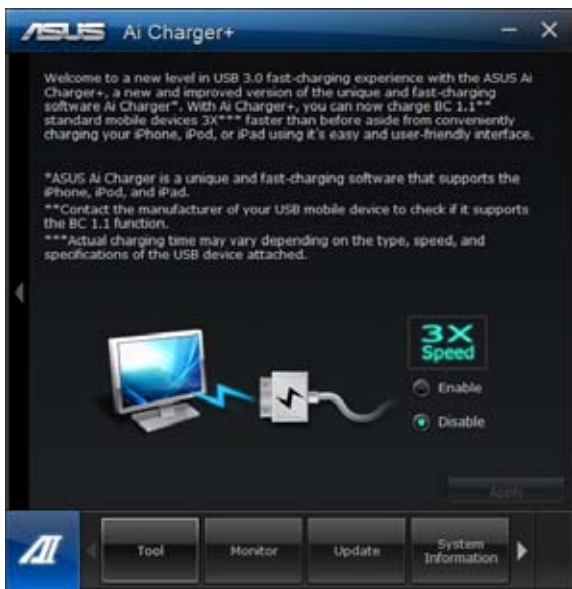 ASUS Ai Charger+
Welcome to a new level in USB 3.0 fast-charging experience with the ASUS Ai
Charger+, a new and improved version of the unique and fast-charging
software Ai Charger*. With Ai Charger+, you can now charge BC 1.1**
standard mobile devices 3X*** faster than before aside from conveniently
charging your iPhone, iPod, or iPad using it's easy and user-friendly interface.
*ASUS Ai Charger is a unique and fast-charging software that supports the
iPhone, iPod, and iPad.
**Contact the manufacturer of your USB mobile device to check if it supports
the BC 1.1 function.
***Actual charging time may vary depending on the type, speed, and
specifications of the USB device attached.
3X
Speed
Enable
Disable
Apply
AI
Tool
Monitor
Update
System
Information